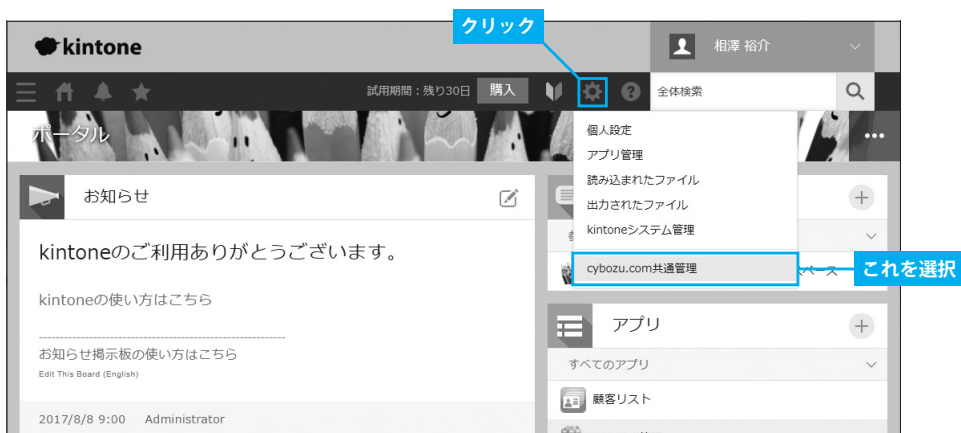 クリック
kintone
相澤 裕介
試用期間：残り30日
購入
全体検索
ポータル
個人設定
アプリ管理
読み込まれたファイル
出力されたファイル
kintoneシステム管理
cybozu.com共通管理
これを選択
お知らせ
kintoneのご利用ありがとうございます。
kintoneの使い方はこちら
----------------------------------------------------------------------
お知らせ掲示板の使い方はこちら
Edit This Board (English)
2017/8/8 9:00 Administrator
ペース
アプリ
すべてのアプリ
顧客リスト